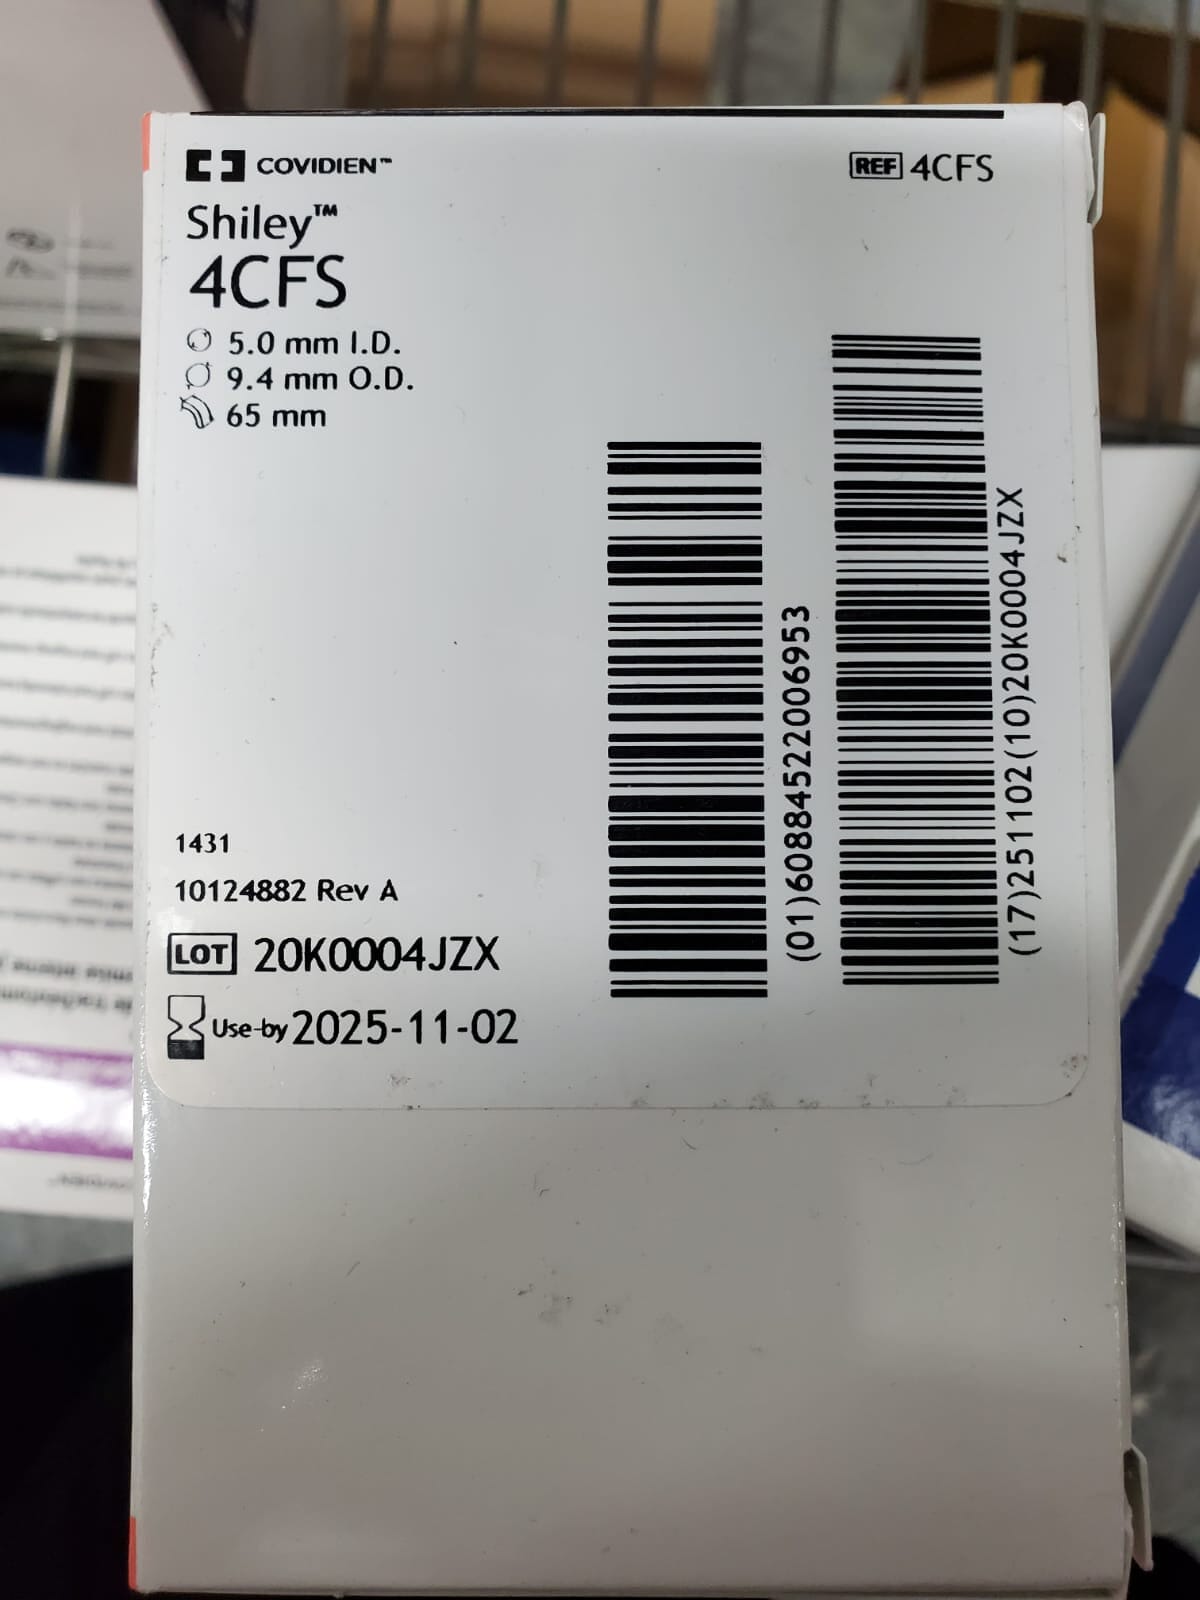 COVIDIEN™
REF 4CFS
Shiley™
4CFS
5.0 mm I.D.
9.4 mm O.D.
65 mm
(01)60884522006953
(17)251102(10)20K0004JZX
1431
10124882 Rev A
LOT 20K0004JZX
Use-by 2025-11-02